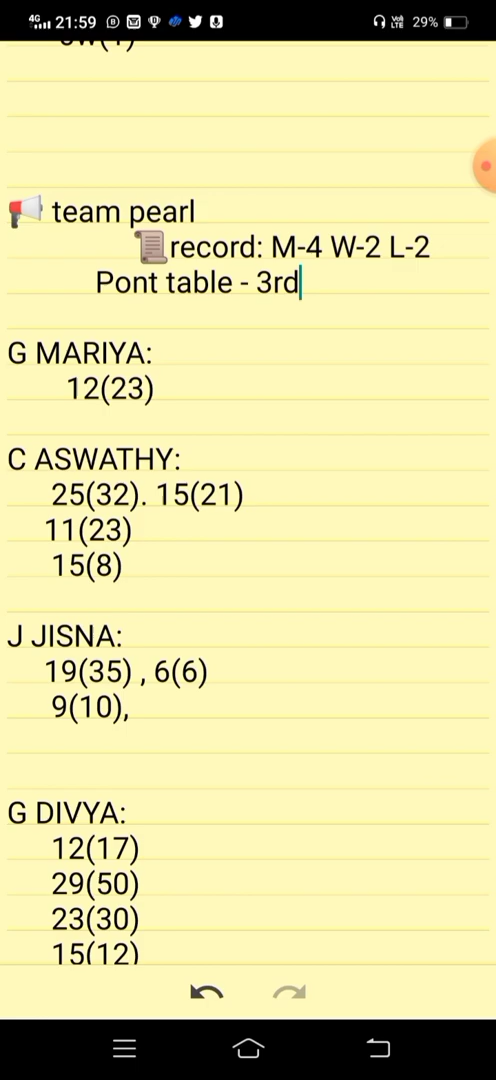 4G 21:59 29%
team pearl
record: M-4 W-2 L-2
Pont table - 3rd
G MARIYA:
12(23)
C ASWATHY:
25(32). 15(21)
11(23)
15(8)
J JISNA:
19(35) , 6(6)
9(10),
G DIVYA:
12(17)
29(50)
23(30)
15(12)